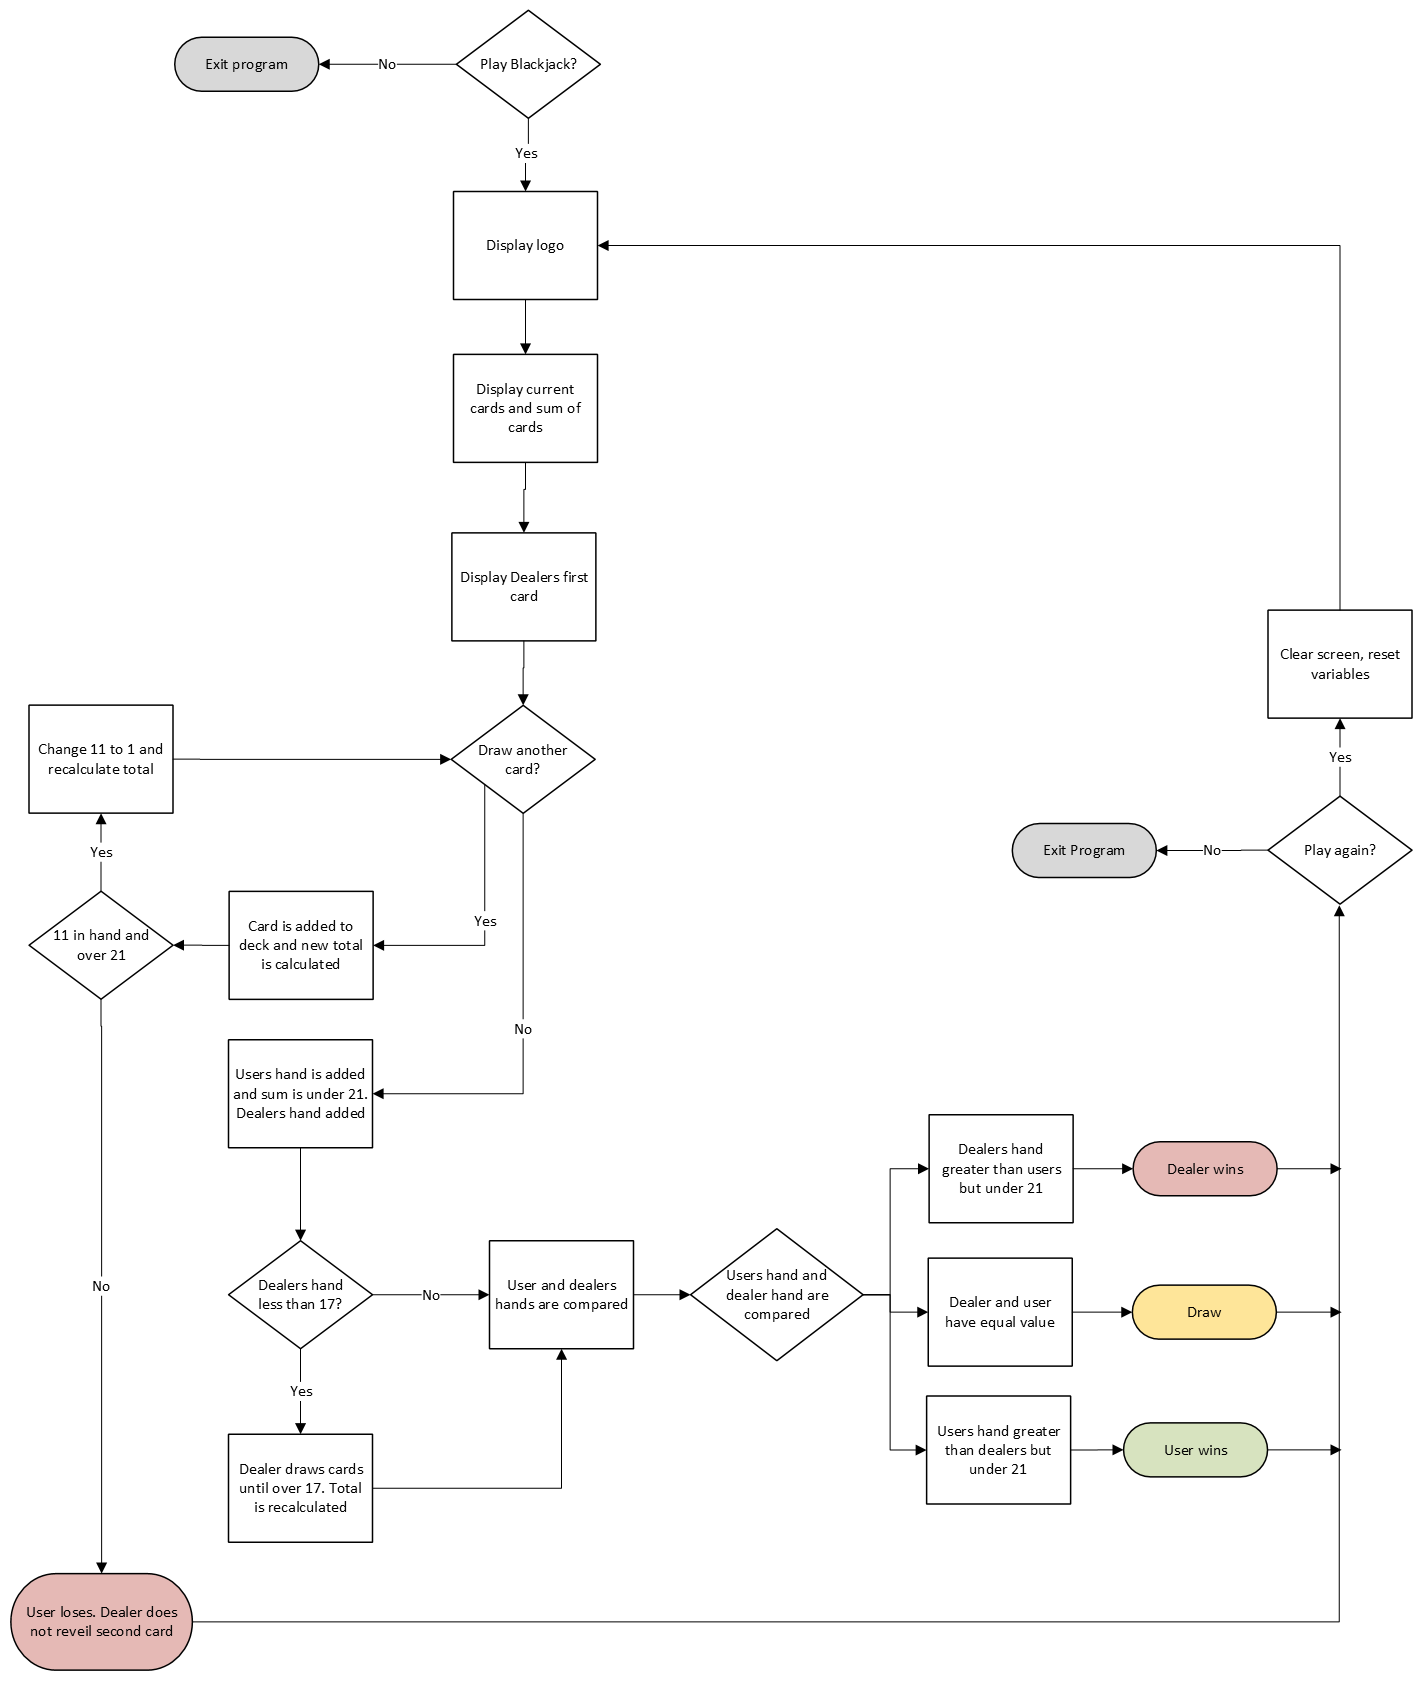 Exit program
No
Play Blackjack?
Yes
Display logo
Display current
cards and sum of
cards
Display Dealers first
card
Draw another
card?
Change 11 to 1 and
recalculate total
Yes
11 in hand and
over 21
Card is added to
deck and new total
is calculated
Yes
No
Users hand is added
and sum is under 21.
Dealers hand added
No
Dealers hand
less than 17?
No
Yes
Dealer draws cards
until over 17. Total
is recalculated
User and dealers
hands are compared
Users hand and
dealer hand are
compared
Dealers hand
greater than users
but under 21
Dealer wins
Dealer and user
have equal value
Draw
Users hand greater
than dealers but
under 21
User wins
User loses. Dealer does
not reveil second card
Play again?
No
Exit Program
Yes
Clear screen, reset
variables